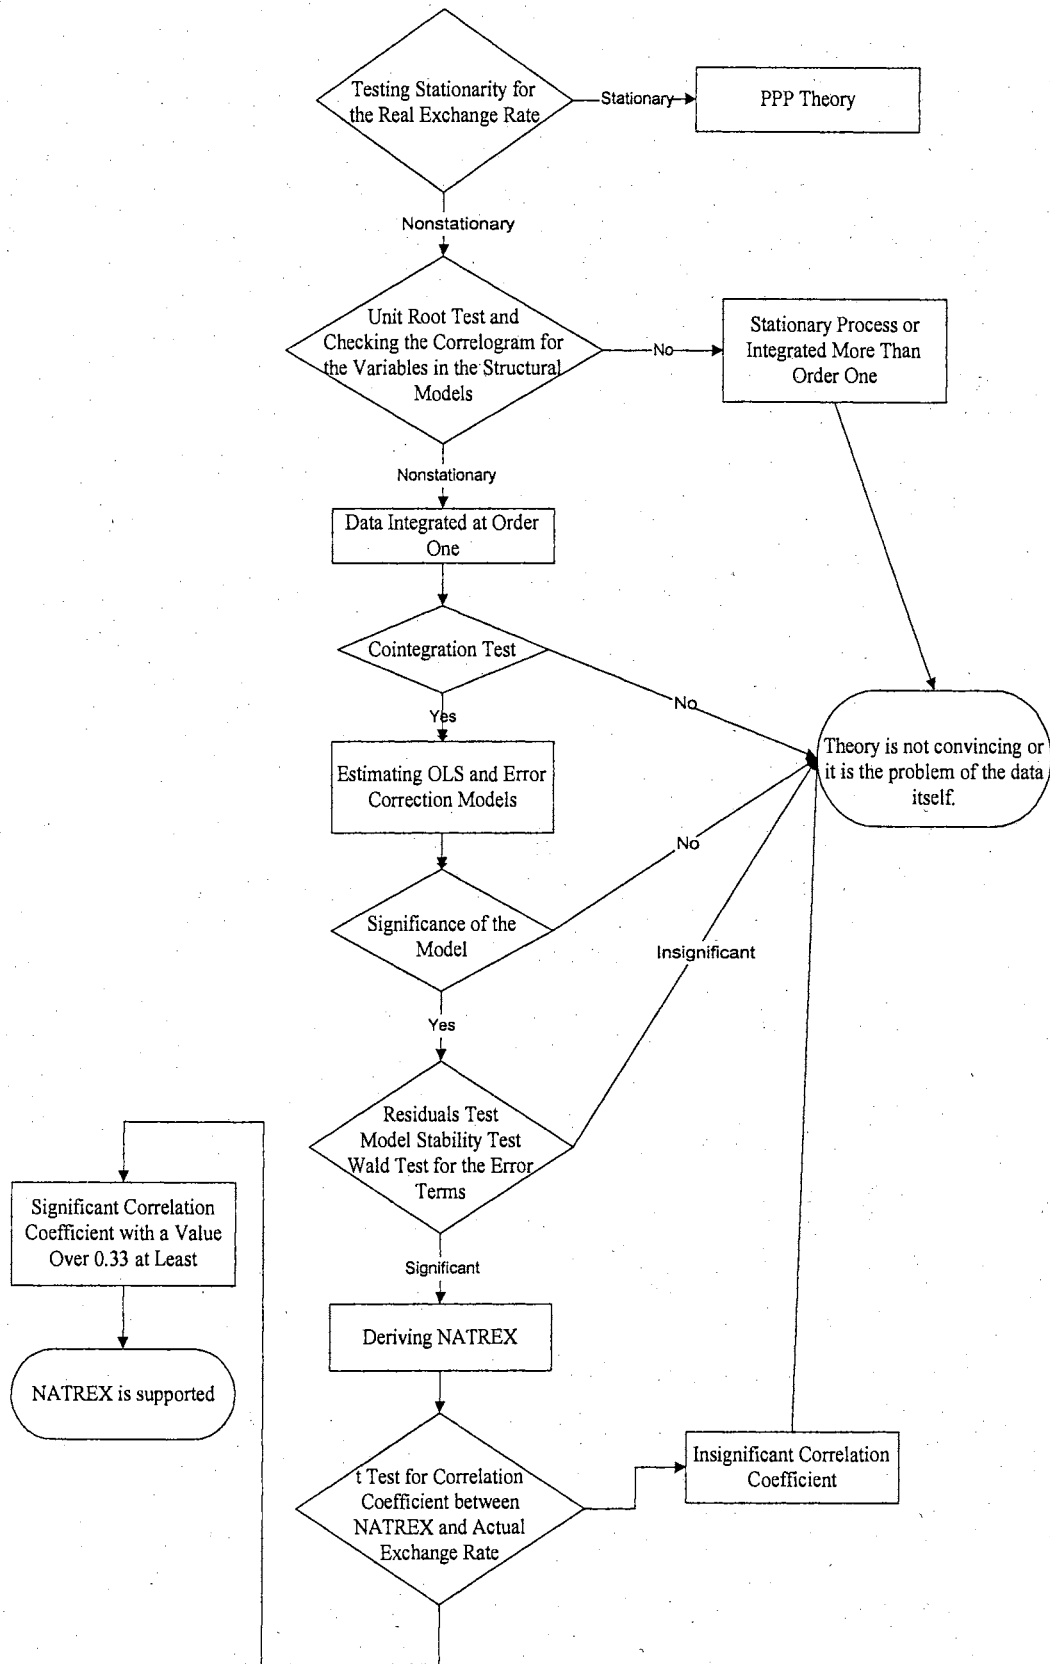 Testing Stationarity for
the Real Exchange Rate
Stationary
PPP Theory
Nonstationary
Unit Root Test and
Checking the Correlogram for
the Variables in the Structural
Models
No
Stationary Process or
Integrated More Than
Order One
Nonstationary
Data Integrated at Order
One
Cointegration Test
No
Yes
Theory is not convincing or
it is the problem of the data
itself.
Estimating OLS and Error
Correction Models
No
Significance of the
Model
Insignificant
Yes
Residuals Test
Model Stability Test
Wald Test for the Error
Terms
Significant Correlation
Coefficient with a Value
Over 0.33 at Least
Significant
Deriving NATREX
NATREX is supported
t Test for Correlation
Coefficient between
NATREX and Actual
Exchange Rate
Insignificant Correlation
Coefficient